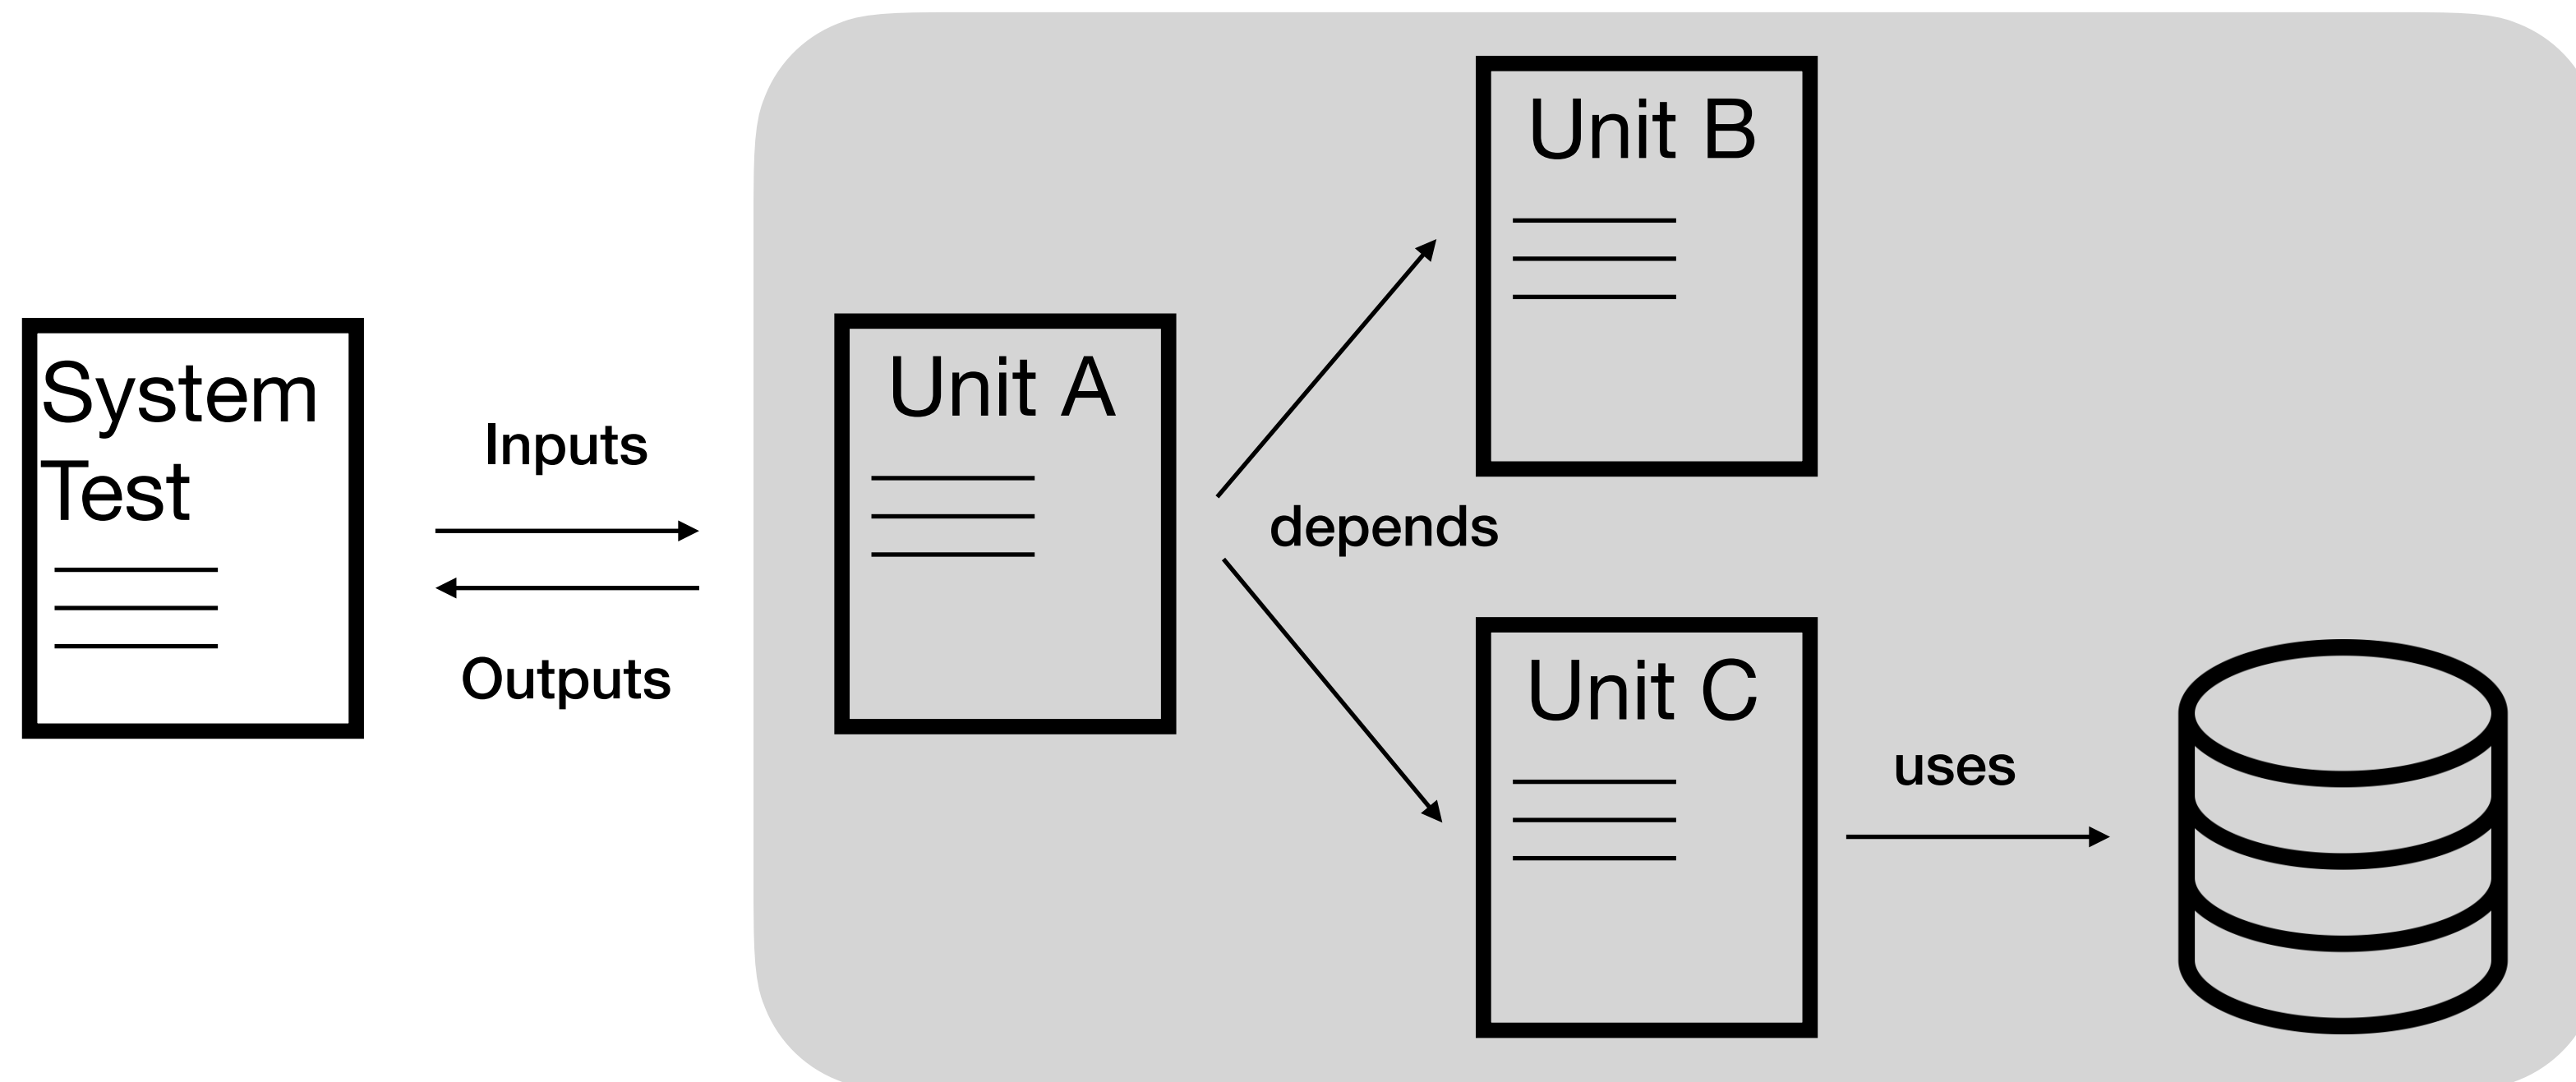 System
Test
Inputs
Outputs
Unit A
depends
Unit B
Unit C
uses